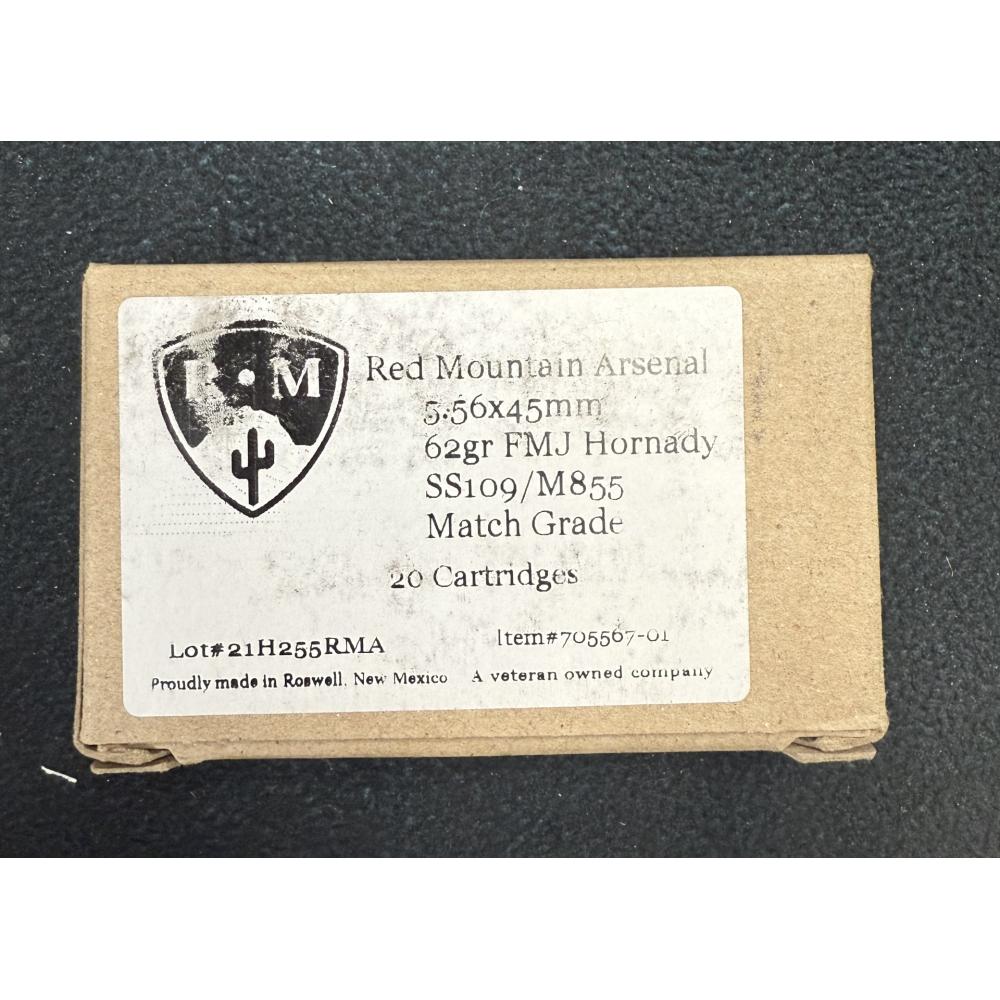 R M
Red Mountain Arsenal
5.56x45mm
62gr FMJ Hornady
SS109/M855
Match Grade
20 Cartridges
Lot#21H255RMA
Item#705567-01
Proudly made in Roswell, New Mexico
A veteran owned company